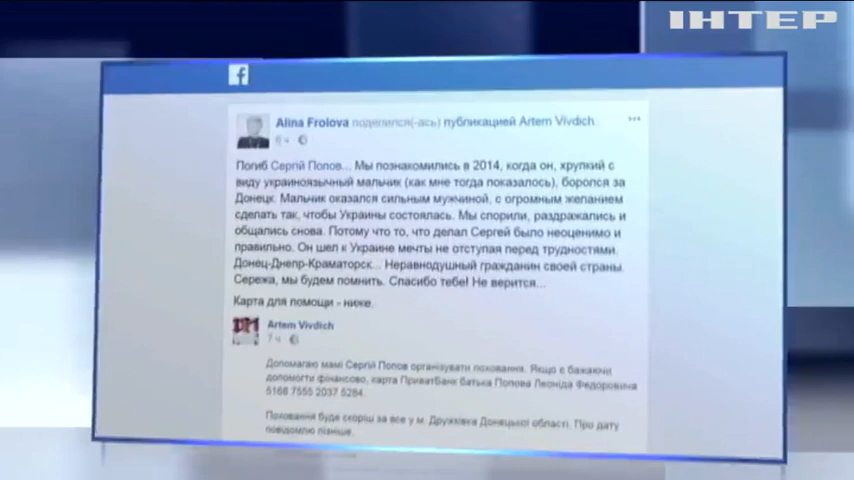 ІНТЕР
f
Alina Frolova поделился(-ась) публикацией Artem Vivdich.
6 ч
Погиб Сергій Попов... Мы познакомились в 2014, когда он, хрупкий с
виду украиноязычный мальчик (как мне тогда показалось), боролся за
Донецк. Мальчик оказался сильным мужчиной, с огромным желанием
сделать так, чтобы Украины состоялась. Мы спорили, раздражались и
общались снова. Потому что то, что делал Сергей было неоценимо и
правильно. Он шел к Украине мечты не отступая перед трудностями.
Донец-Днепр-Краматорск... Неравнодушный гражданин своей страны.
Сережа, мы будем помнить. Спасибо тебе! Не верится...
Карта для помощи - ниже.
Artem Vivdich
7 ч
Допомагаю мамі Сергій Попов організувати поховання. Якщо є бажаючі
допомогти фінансово, карта ПриватБанк батька Попова Леоніда Федоровича
5168 7555 2037 5284.
Поховання буде скоріш за все у м. Дружківка Донецької області. Про дату
повідомлю пізніше.